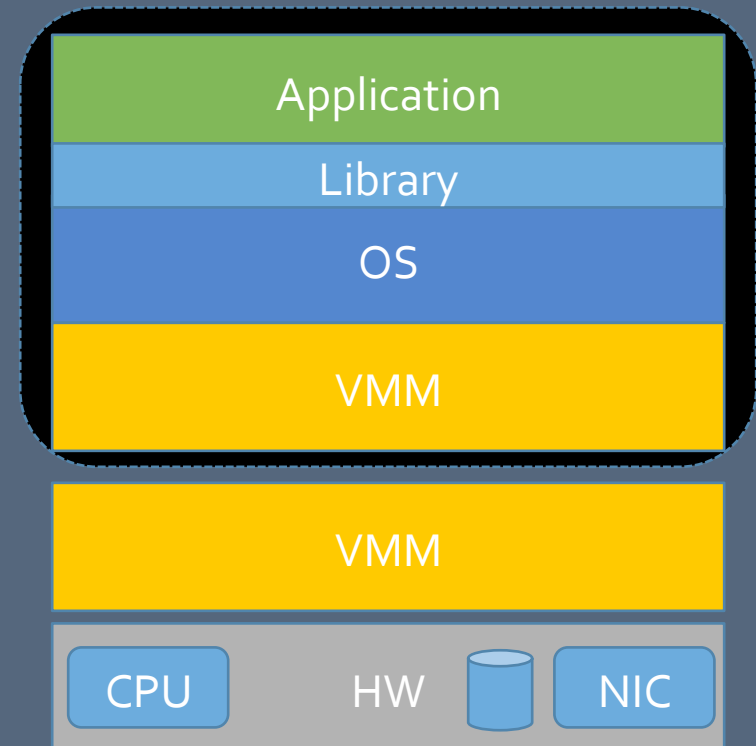 Application
Library
OS
VMM
VMM
CPU HW NIC